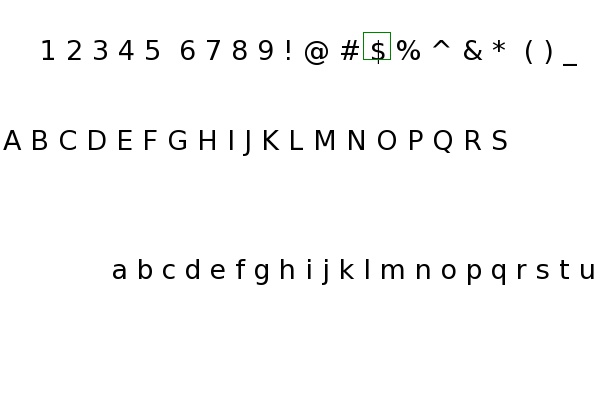 1 2 3 4 5  6 7 8 9 ! @ # $ % ^ & *  ( ) _
A B C D E F G H I J K L M N O P Q R S
a b c d e f g h i j k l m n o p q r s t u